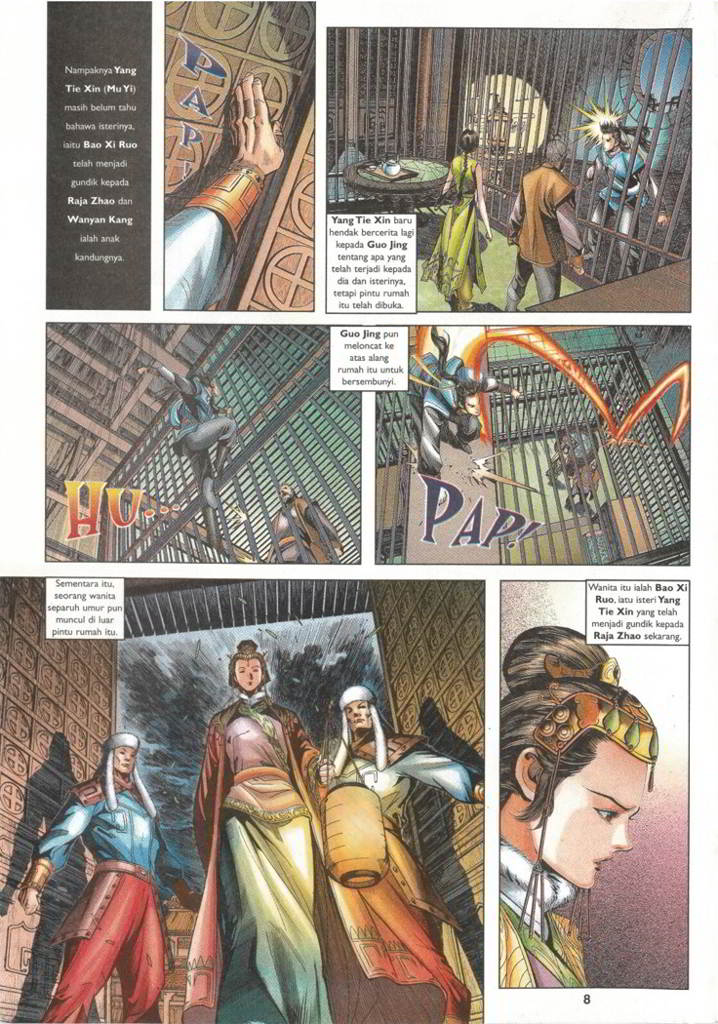 Nampaknya Yang
Tie Xin (Mu Yi)
masih belum tahu
bahawa isterinya,
iaitu Bao Xi Ruo
telah menjadi
gundik kepada
Raja Zhao dan
Wanyan Kang
ialah anak
kandungnya.
PAP!
Yang Tie Xin baru
hendak bercerita lagi
kepada Guo Jing
tentang apa yang
telah terjadi kepada
dia dan isterinya,
tetapi pintu rumah
itu telah dibuka.
Guo Jing pun
meloncat ke
atas alang
rumah itu untuk
bersembunyi.
HU...
PAP PAP!
Sementara itu,
seorang wanita
separuh umur pun
muncul di luar
pintu rumah itu.
Wanita itu ialah Bao Xi
Ruo, iatu isteri Yang
Tie Xin yang telah
menjadi gundik kepada
Raja Zhao sekarang.
8